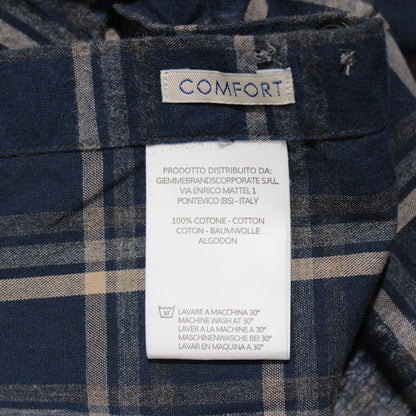 COMFORT
PRODOTTO DISTRIBUITO DA:
GIEMMEBRANDSCORPORATE S.R.L,
VIA ENRICO MATTEI, 1
PONTEVICO (BS) - ITALY
100% COTONE - COTTON
COTON - BAUMWOLLE
ALGODON
30
LAVARE A MACCHINA 30°
MACHINE WASH AT 30°
LAVER A LA MACHINE A 30°
MASCHINENWASCHE BEI 30°
LAVAR EN MAQUINA A 30°